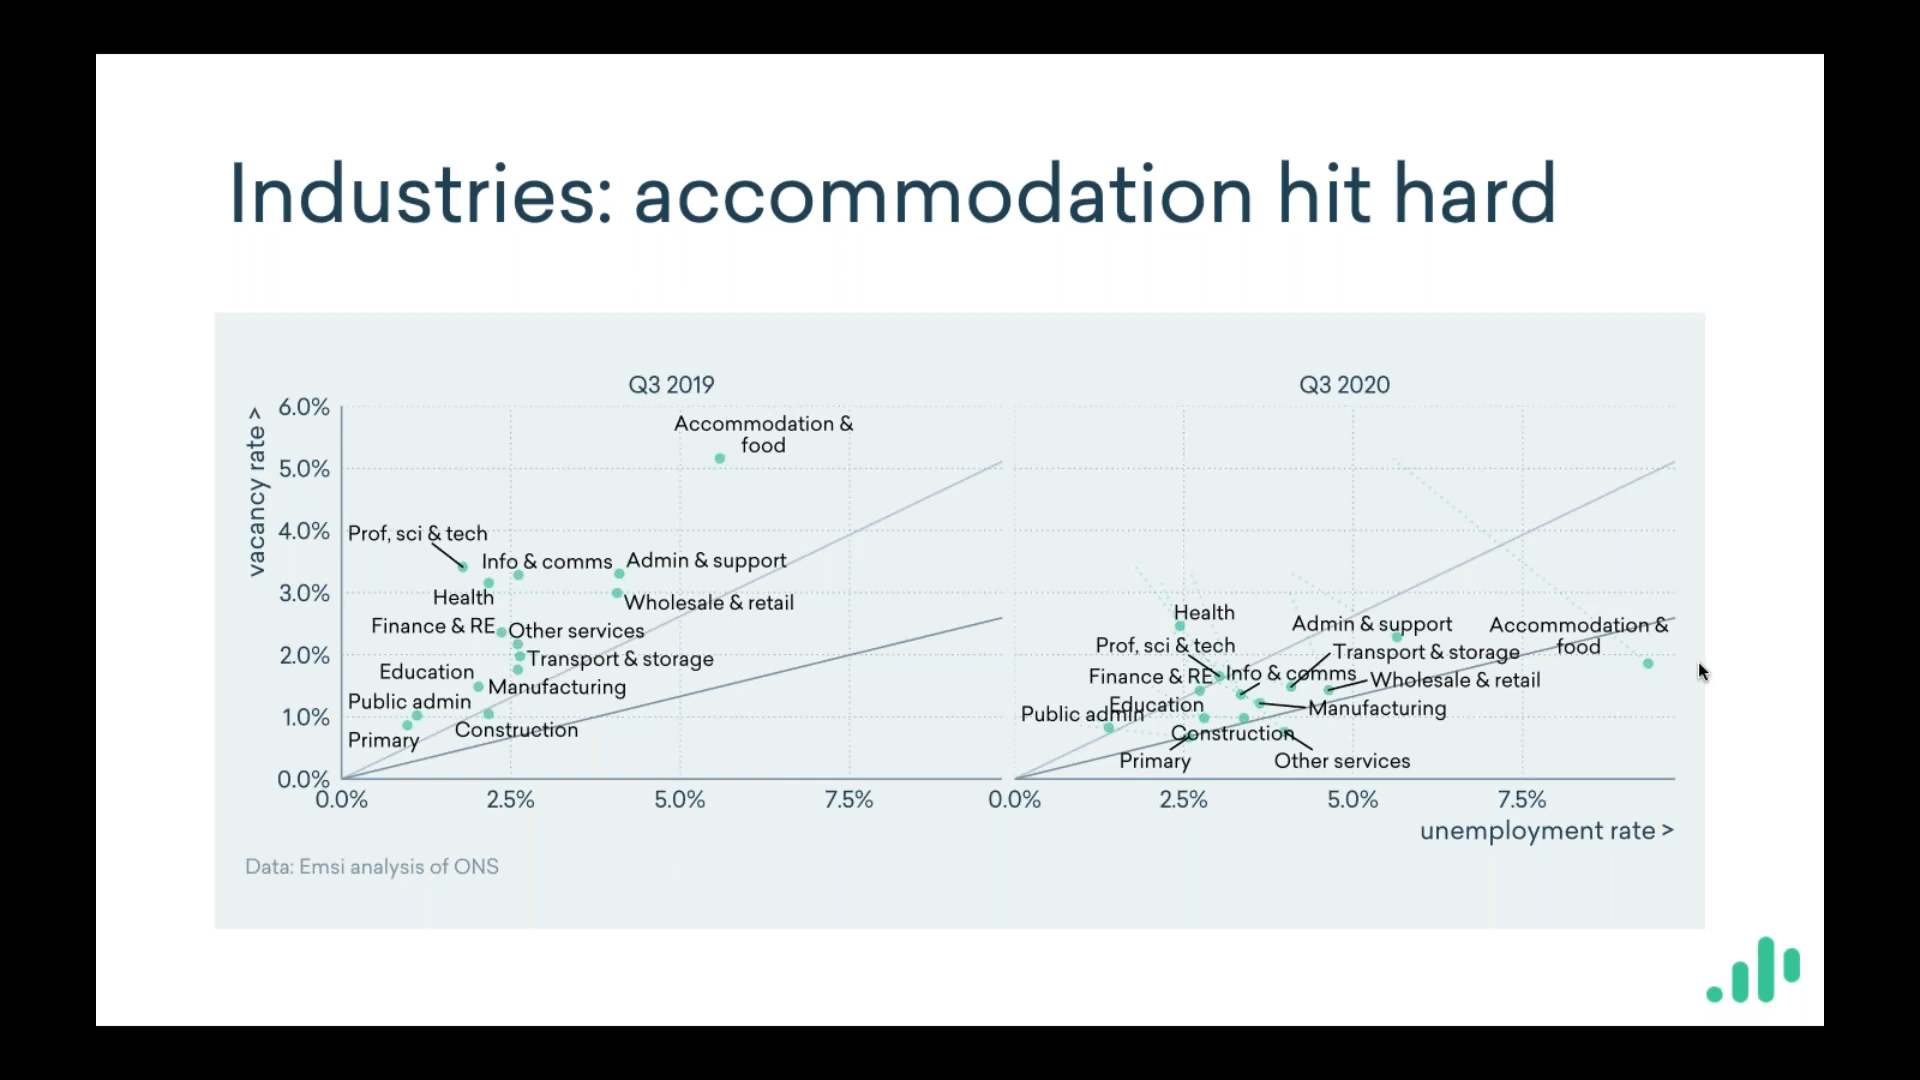 Industries: accommodation hit hard
Q3 2019
Q3 2020
vacancy rate >
6.0%
5.0%
4.0%
3.0%
2.0%
1.0%
0.0%
Accommodation &
food
Prof, sci & tech
Info & comms
Admin & support
Health
Wholesale & retail
Finance & RE
Other services
Transport & storage
Education
Manufacturing
Public admin
Construction
Primary
0.0%
2.5%
5.0%
7.5%
Health
Admin & support
Accommodation &
food
Prof, sci & tech
Transport & storage
Finance & RE
Info & comms
Wholesale & retail
Education
Manufacturing
Public admin
Construction
Primary
Other services
0.0%
2.5%
5.0%
7.5%
unemployment rate >
Data: Emsi analysis of ONS